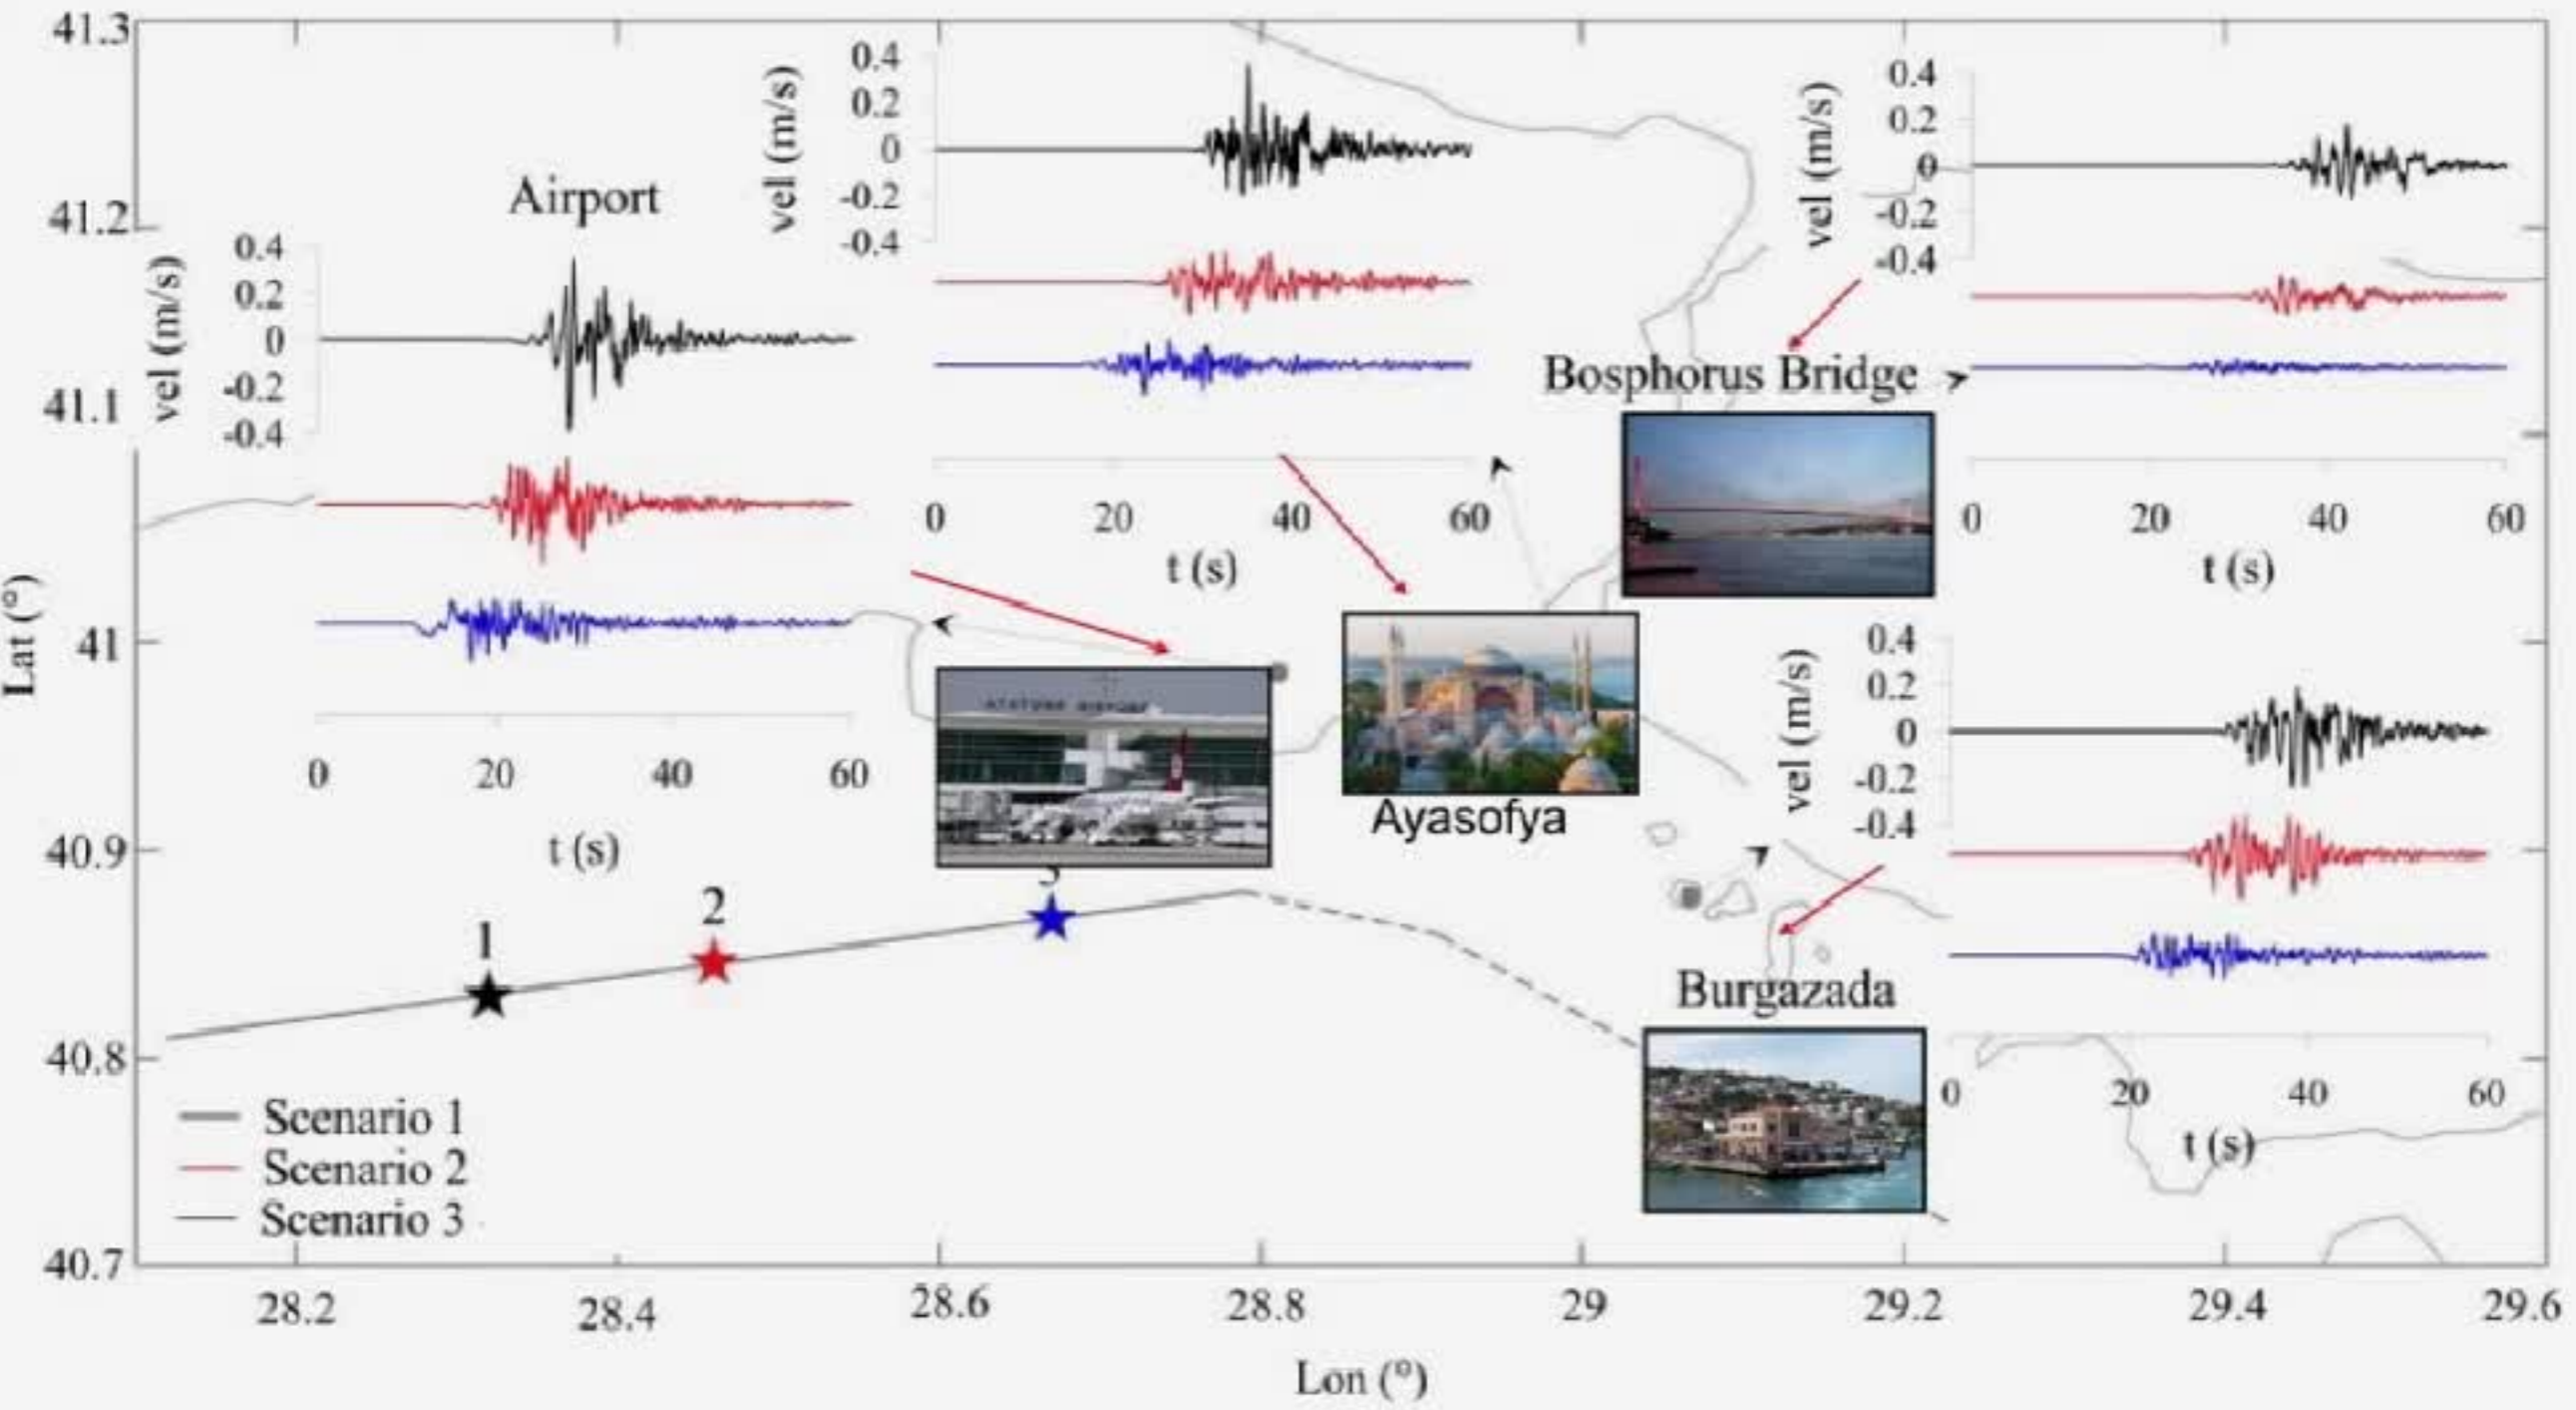 41.3
41.2
41.1
41
40.9
40.8
40.7
Lat (°)
Airport
vel (m/s)
0.4
0.2
0
-0.2
-0.4
0 20 40 60
t (s)
vel (m/s)
0.4
0.2
0
-0.2
-0.4
0 20 40 60
t (s)
vel (m/s)
0.4
0.2
0
-0.2
-0.4
Bosphorus Bridge
0 20 40 60
t (s)
Ayasofya
vel (m/s)
0.4
0.2
0
-0.2
-0.4
Burgazada
0 20 40 60
t (s)
1
2
Scenario 1
Scenario 2
Scenario 3
28.2 28.4 28.6 28.8 29 29.2 29.4 29.6
Lon (°)